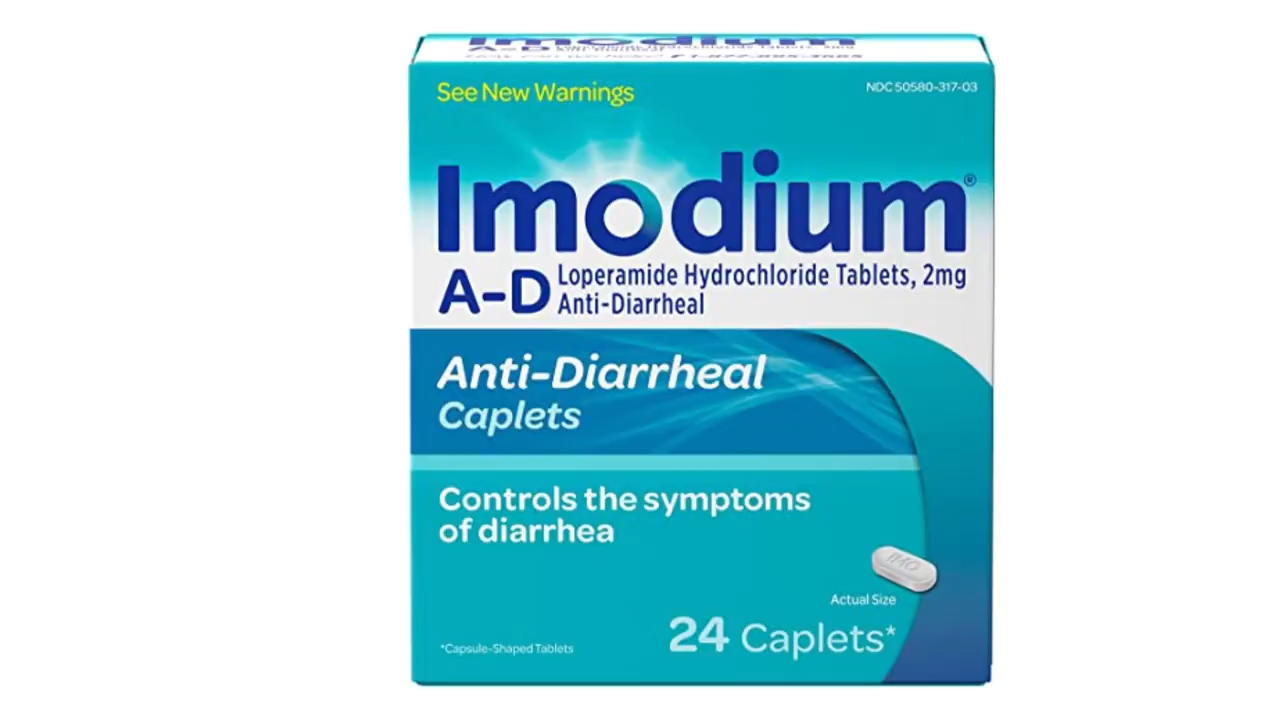 Imodium
A-D
See New Warnings
NDC 50580-317-03
Imodium®
A-D Loperamide Hydrochloride Tablets, 2mg
Anti-Diarrheal
Anti-Diarrheal
Caplets
Controls the symptoms
of diarrhea
IMO
Actual Size
24 Caplets*
*Capsule-Shaped Tablets